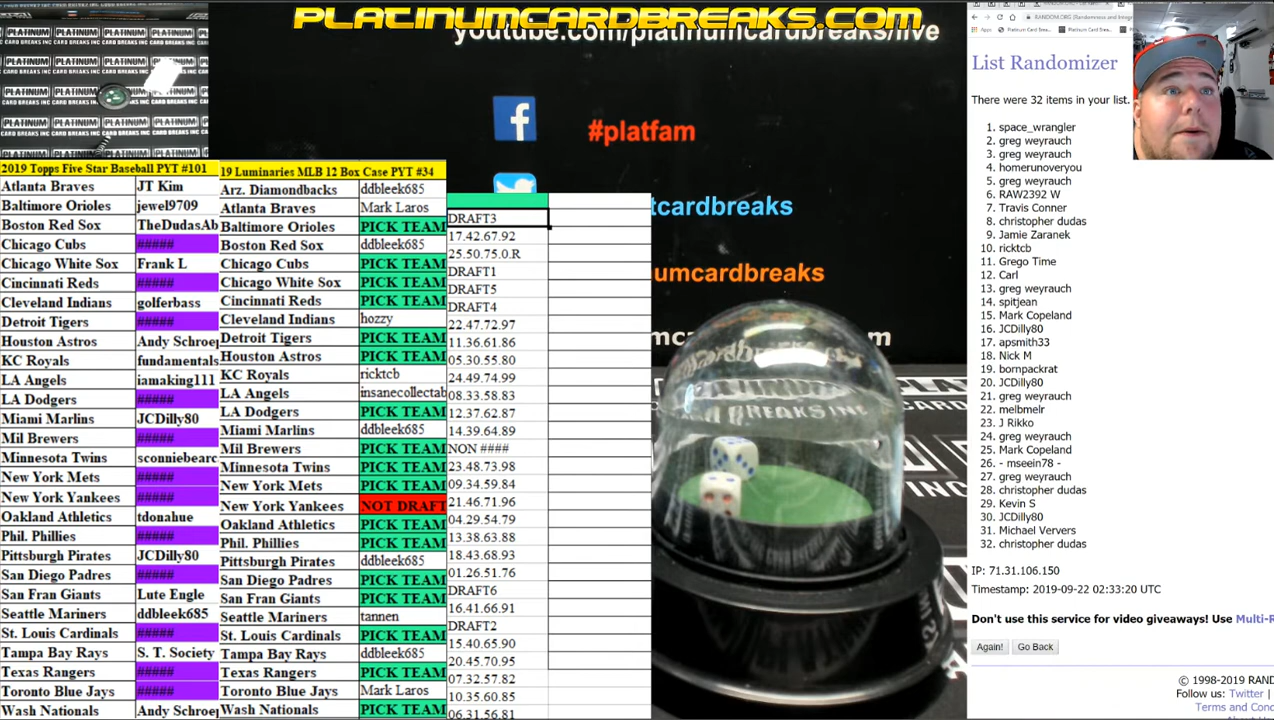 PLATINUMCARDBREAKS.COM
youtube.com/platinumcardbreaks/live
#platfam
tcardbreaks
umcardbreaks
2019 Topps Five Star Baseball PYT #101
Atlanta Braves JT Kim
Baltimore Orioles jewel9709
Boston Red Sox TheDudasAb
Chicago Cubs #####
Chicago White Sox Frank L
Cincinnati Reds #####
Cleveland Indians golferbass
Detroit Tigers #####
Houston Astros Andy Schroe
KC Royals fundamentals
LA Angels iamaking111
LA Dodgers #####
Miami Marlins JCDilly80
Mil Brewers #####
Minnesota Twins sconniebearc
New York Mets #####
New York Yankees #####
Oakland Athletics tdonahue
Phil. Phillies #####
Pittsburgh Pirates JCDilly80
San Diego Padres #####
San Fran Giants Lute Engle
Seattle Mariners ddbleek685
St. Louis Cardinals #####
Tampa Bay Rays S. T. Society
Texas Rangers #####
Toronto Blue Jays #####
Wash Nationals Andy Schroe
19 Luminaries MLB 12 Box Case PYT #34
Arz. Diamondbacks ddbleek685
Atlanta Braves Mark Laros
Baltimore Orioles PICK TEAM
Boston Red Sox ddbleek685
Chicago Cubs PICK TEAM
Chicago White Sox PICK TEAM
Cincinnati Reds PICK TEAM
Cleveland Indians hozzy
Detroit Tigers PICK TEAM
Houston Astros PICK TEAM
KC Royals ricktcb
LA Angels insanecollectab
LA Dodgers PICK TEAM
Miami Marlins ddbleek685
Mil Brewers PICK TEAM
Minnesota Twins PICK TEAM
New York Mets PICK TEAM
New York Yankees NOT DRAFT
Oakland Athletics PICK TEAM
Phil. Phillies PICK TEAM
Pittsburgh Pirates ddbleek685
San Diego Padres PICK TEAM
San Fran Giants PICK TEAM
Seattle Mariners tannen
St. Louis Cardinals PICK TEAM
Tampa Bay Rays ddbleek685
Texas Rangers PICK TEAM
Toronto Blue Jays Mark Laros
Wash Nationals PICK TEAM
DRAFT3
17.42.67.92
25.50.75.0.R
DRAFT1
DRAFT5
DRAFT4
22.47.72.97
11.36.61.86
05.30.55.80
24.49.74.99
08.33.58.83
12.37.62.87
14.39.64.89
NON ####
23.48.73.98
09.34.59.84
21.46.71.96
04.29.54.79
13.38.63.88
18.43.68.93
01.26.51.76
DRAFT6
16.41.66.91
DRAFT2
15.40.65.90
20.45.70.95
07.32.57.82
10.35.60.85
06.31.56.81
List Randomizer
There were 32 items in your list.
1. space_wrangler
2. greg weyrauch
3. greg weyrauch
4. homerunoveryou
5. greg weyrauch
6. RAW2392 W
7. Travis Conner
8. christopher dudas
9. Jamie Zaranek
10. ricktcb
11. Grego Time
12. Carl
13. greg weyrauch
14. spitjean
15. Mark Copeland
16. JCDilly80
17. apsmith33
18. Nick M
19. bornpackrat
20. JCDilly80
21. greg weyrauch
22. melbmelr
23. J Rikko
24. greg weyrauch
25. Mark Copeland
26. - mseein78 -
27. greg weyrauch
28. christopher dudas
29. Kevin S
30. JCDilly80
31. Michael Ververs
32. christopher dudas
IP: 71.31.106.150
Timestamp: 2019-09-22 02:33:20 UTC
Don't use this service for video giveaways! Use Multi-R
Again! Go Back
© 1998-2019 RAND
Follow us: Twitter |
Terms and Cond